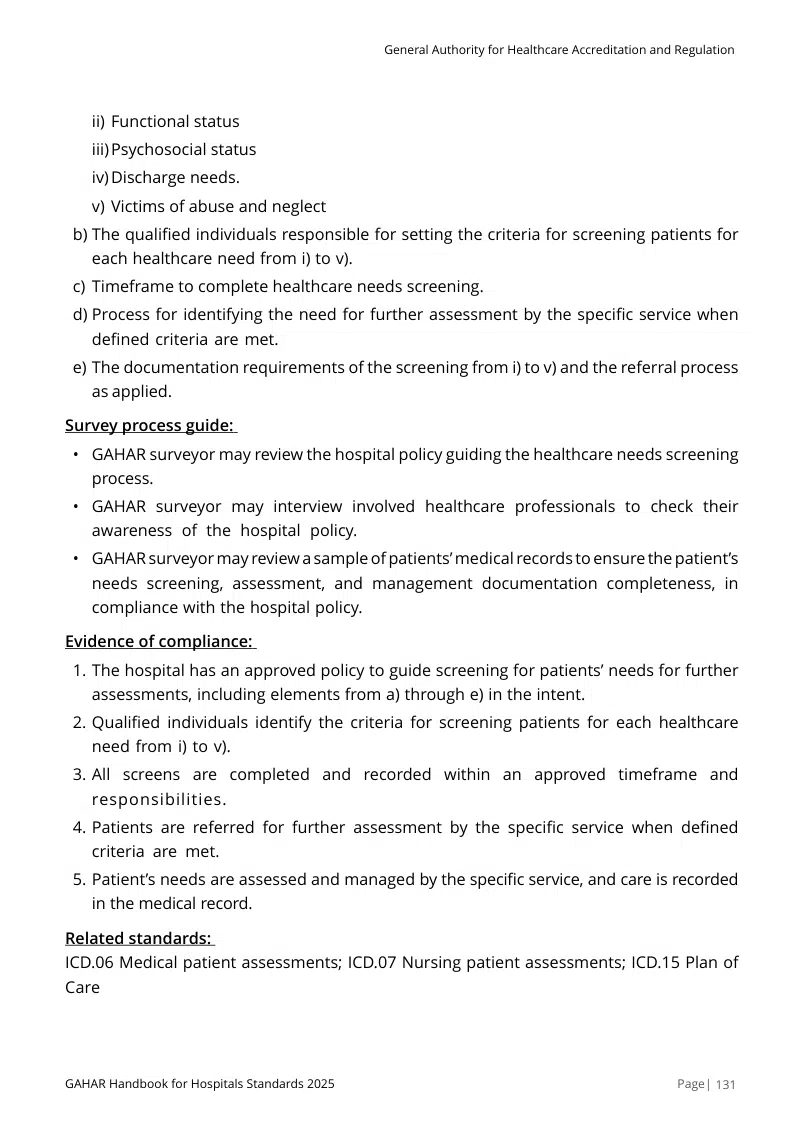 General Authority for Healthcare Accreditation and Regulation
ii) Functional status
iii) Psychosocial status
iv) Discharge needs.
v) Victims of abuse and neglect
b) The qualified individuals responsible for setting the criteria for screening patients for
each healthcare need from i) to v).
c) Timeframe to complete healthcare needs screening.
d) Process for identifying the need for further assessment by the specific service when
defined criteria are met.
e) The documentation requirements of the screening from i) to v) and the referral process
as applied.
Survey process guide:
• GAHAR surveyor may review the hospital policy guiding the healthcare needs screening
process.
• GAHAR surveyor may interview involved healthcare professionals to check their
awareness of the hospital policy.
• GAHAR surveyor may review a sample of patients’ medical records to ensure the patient’s
needs screening, assessment, and management documentation completeness, in
compliance with the hospital policy.
Evidence of compliance:
1. The hospital has an approved policy to guide screening for patients’ needs for further
assessments, including elements from a) through e) in the intent.
2. Qualified individuals identify the criteria for screening patients for each healthcare
need from i) to v).
3. All screens are completed and recorded within an approved timeframe and
responsibilities.
4. Patients are referred for further assessment by the specific service when defined
criteria are met.
5. Patient’s needs are assessed and managed by the specific service, and care is recorded
in the medical record.
Related standards:
ICD.06 Medical patient assessments; ICD.07 Nursing patient assessments; ICD.15 Plan of
Care
GAHAR Handbook for Hospitals Standards 2025
Page| 131